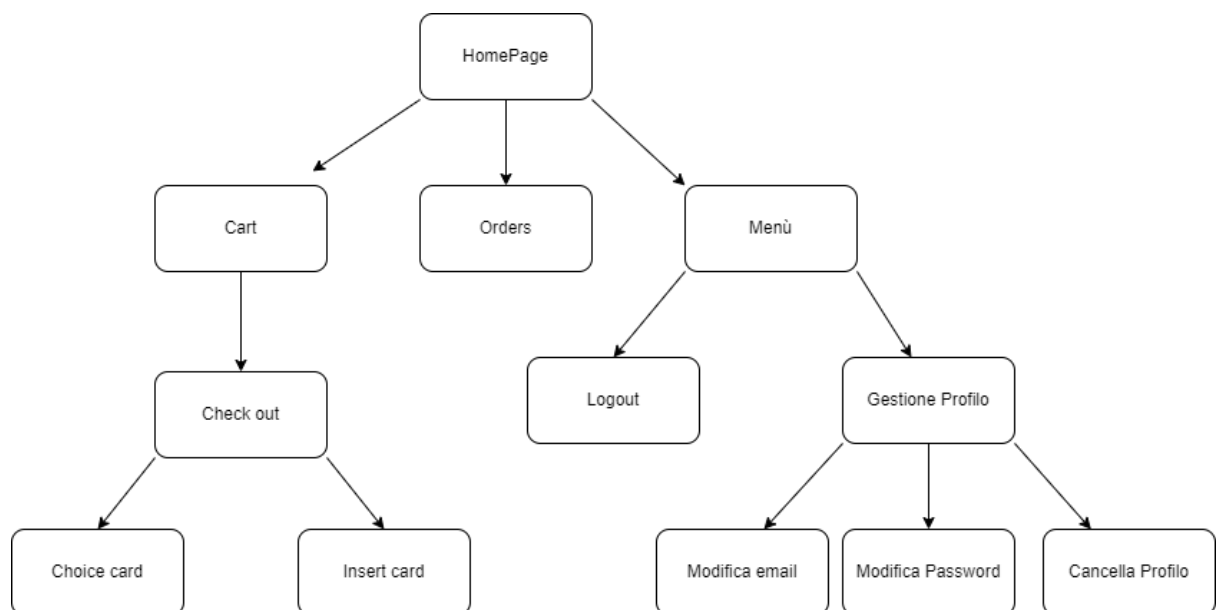 HomePage
Cart
Orders
Menù
Logout
Gestione Profilo
Check out
Choice card
Insert card
Modifica email
Modifica Password
Cancella Profilo